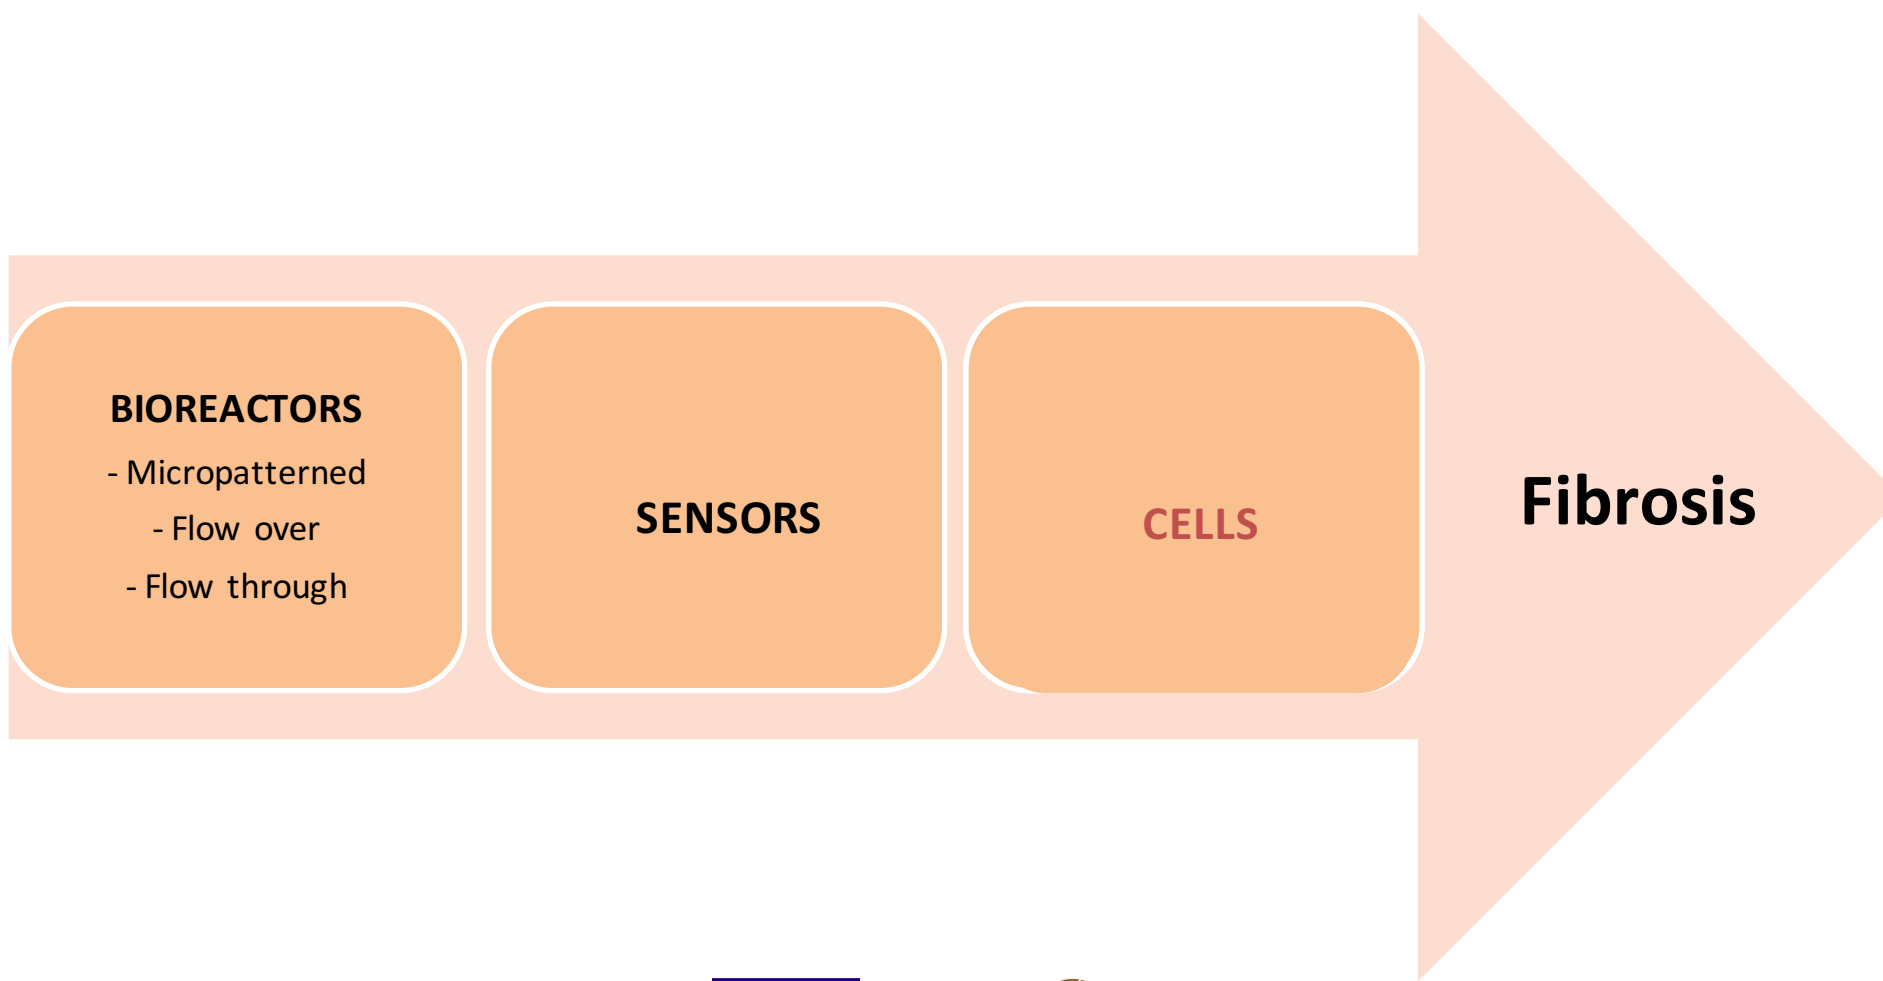 BIOREACTORS
- Micropatterned
- Flow over
- Flow through
SENSORS
CELLS
Fibrosis